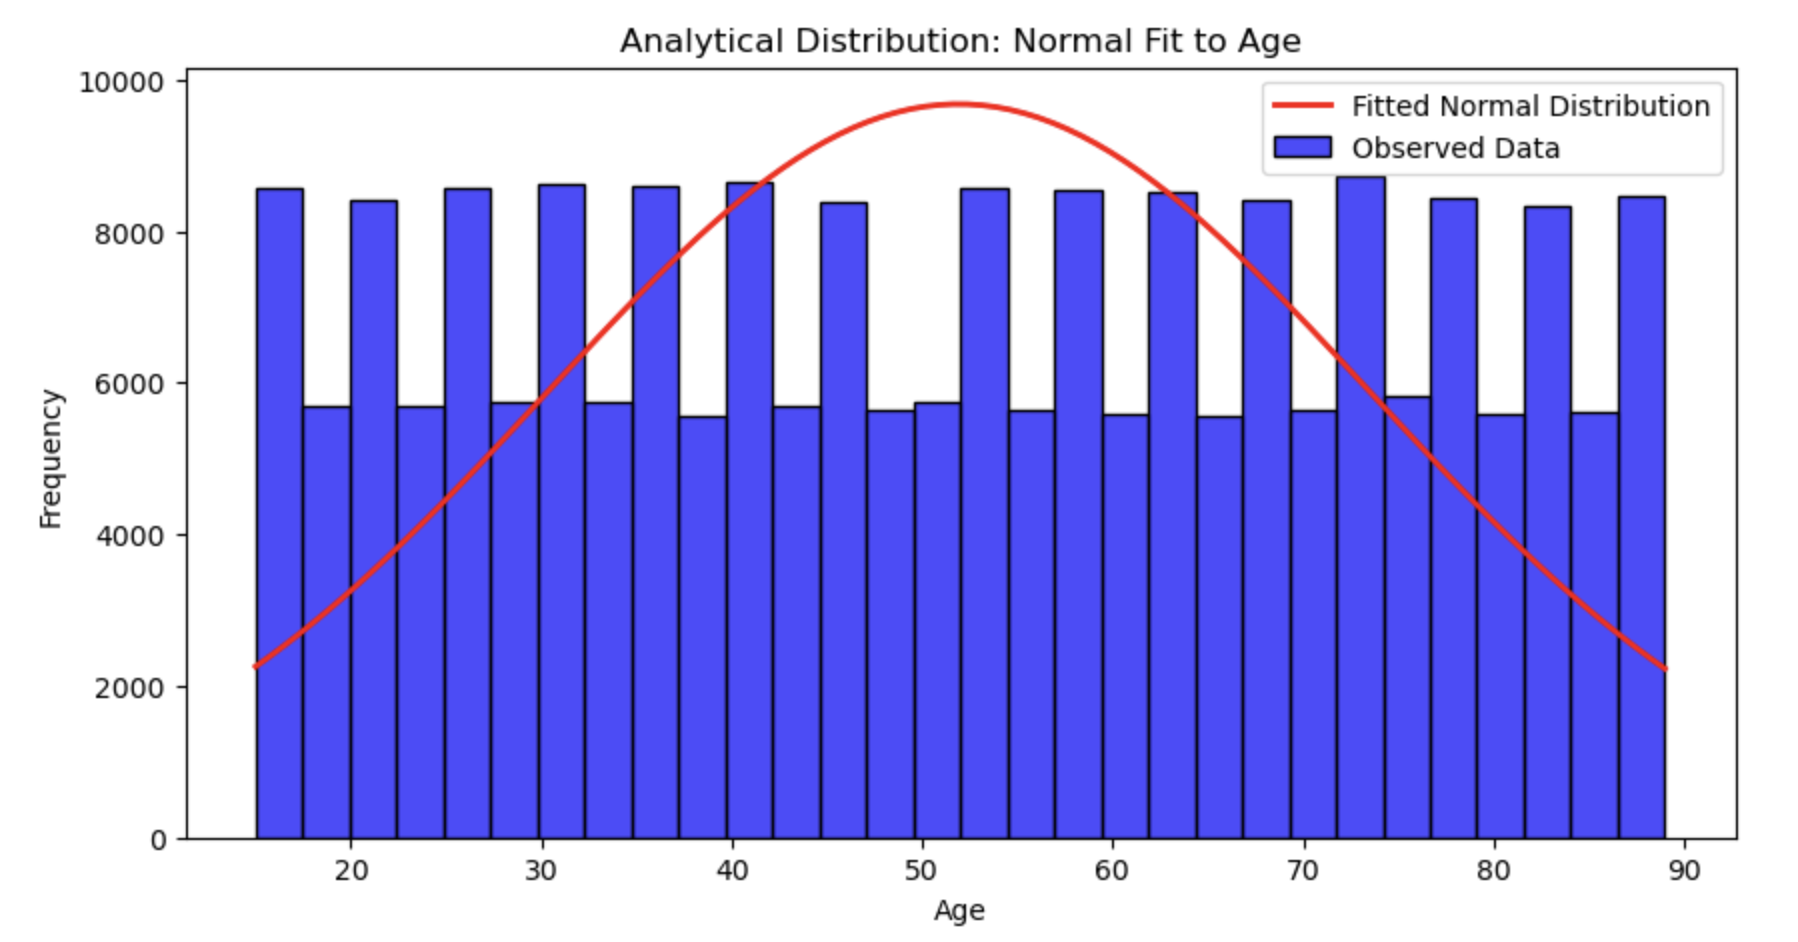 Analytical Distribution: Normal Fit to Age
Fitted Normal Distribution
Observed Data
10000
8000
6000
4000
2000
0
Frequency
20 30 40 50 60 70 80 90
Age